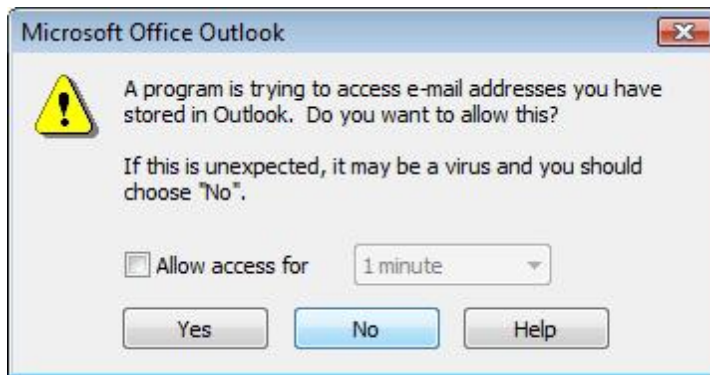 Microsoft Office Outlook
A program is trying to access e-mail addresses you have
stored in Outlook. Do you want to allow this?
If this is unexpected, it may be a virus and you should
choose "No".
Allow access for
1 minute
Yes
No
Help